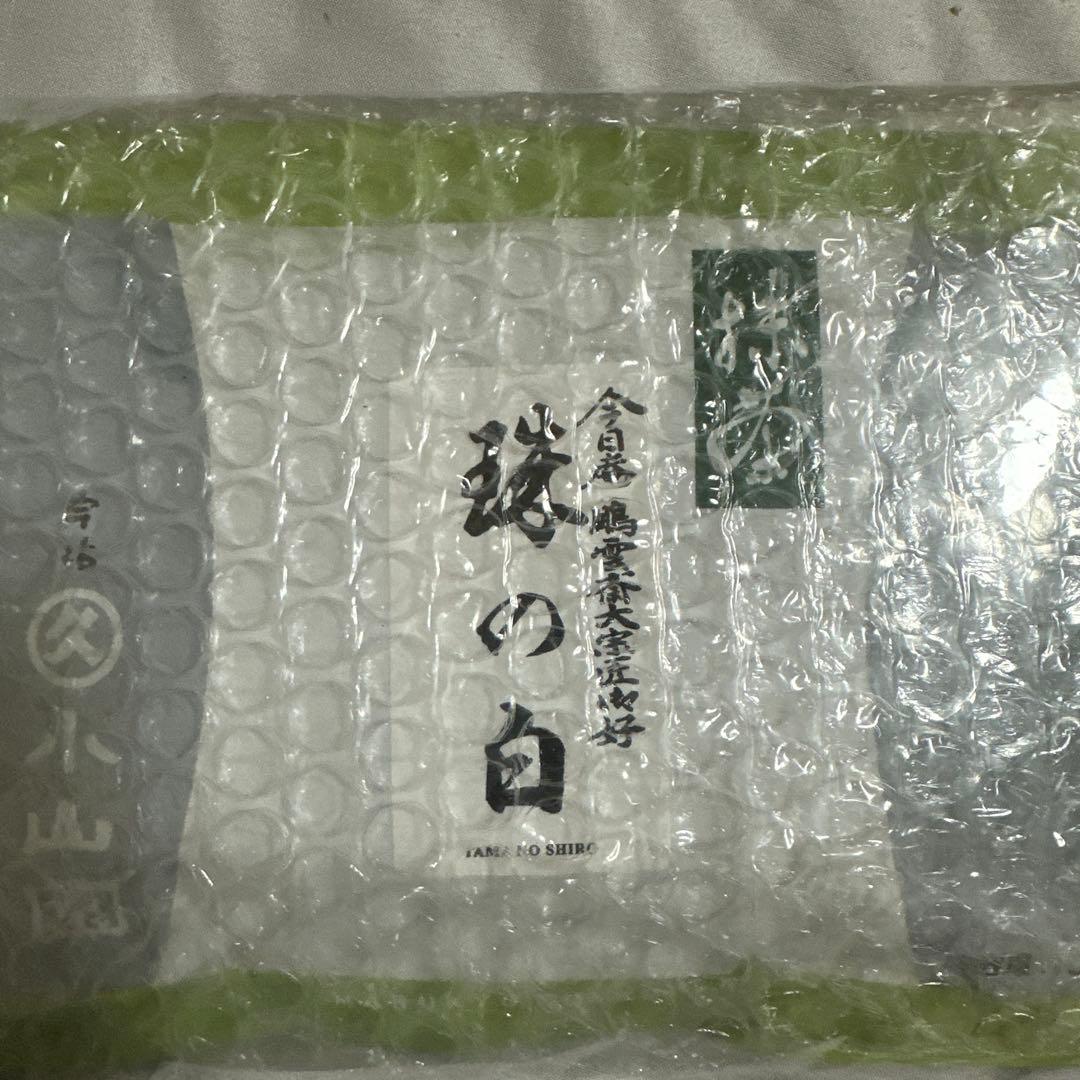 抹茶
今日庵 鵬雲斎大宗匠御好
珠の白
TAMA NO SHIRO
宇治
久
小山園